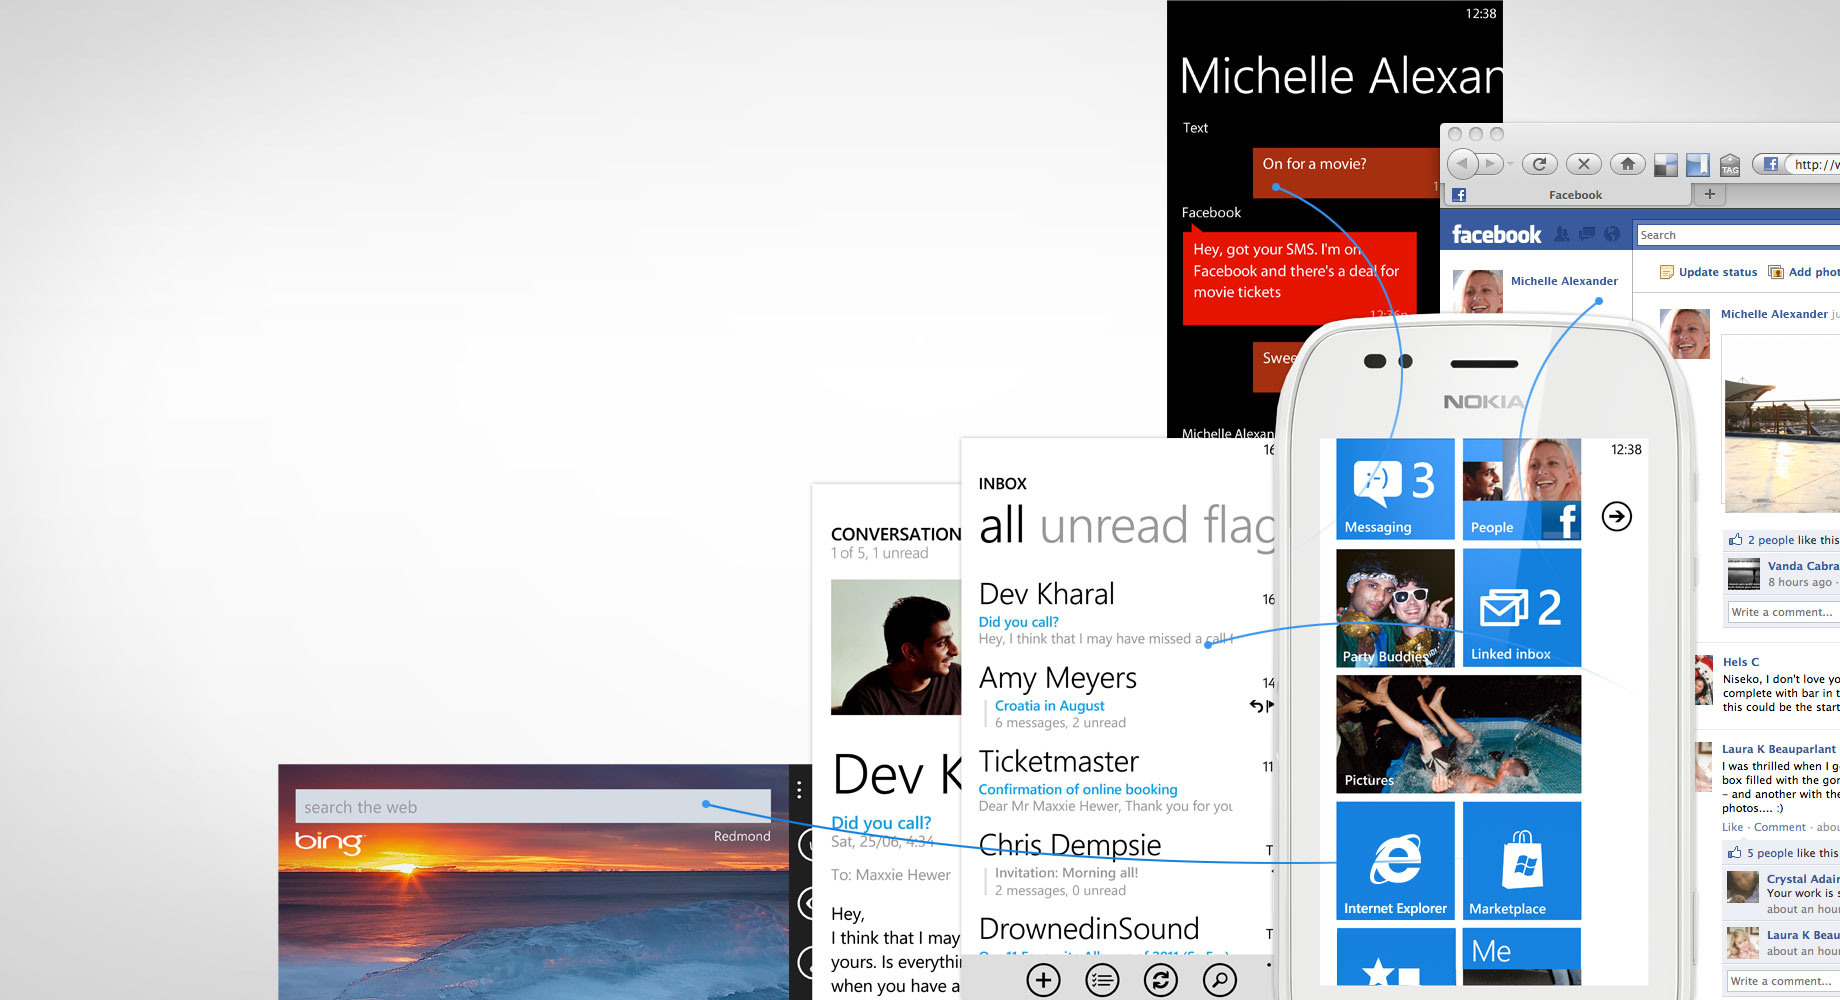 12:38
Michelle Alexan
Text
On for a movie?
1
Facebook
Hey, got your SMS. I'm on
Facebook and there's a deal for
movie tickets
12:36p
Swee
Michelle Alexan
TAG
http://w
Facebook
facebook
Search
Michelle Alexander
Update status
Add phot
Michelle Alexander ju
2 people like this
Vanda Cabra
8 hours ago ·
Write a comment...
Hels C
Niseko, I don't love yo
complete with bar in t
this could be the start
Laura K Beauparlant
I was thrilled when I g
box filled with the gor
– and another with the
photos.... :)
Like · Comment · abou
5 people like this
Crystal Adair
Your work is s
about an hour
Laura K Beau
about an hour
Write a comment...
NOKIA
12:38
:-) 3
Messaging
People
f
Party Buddies
2
Linked inbox
Pictures
Internet Explorer
Marketplace
Me
16
INBOX
all unread flag
Dev Kharal
16
Did you call?
Hey, I think that I may have missed a call f
Amy Meyers
14
Croatia in August
6 messages, 2 unread
Ticketmaster
11
Confirmation of online booking
Dear Mr Maxxie Hewer, Thank you for you
Chris Dempsie
T
Invitation: Morning all!
2 messages, 0 unread
DrownedinSound
T
CONVERSATION
1 of 5, 1 unread
Dev K
Did you call?
Sat, 25/06, 4:34
To: Maxxie Hewer
Hey,
I think that I may
yours. Is everythi
when you have a
search the web
bing
Redmond